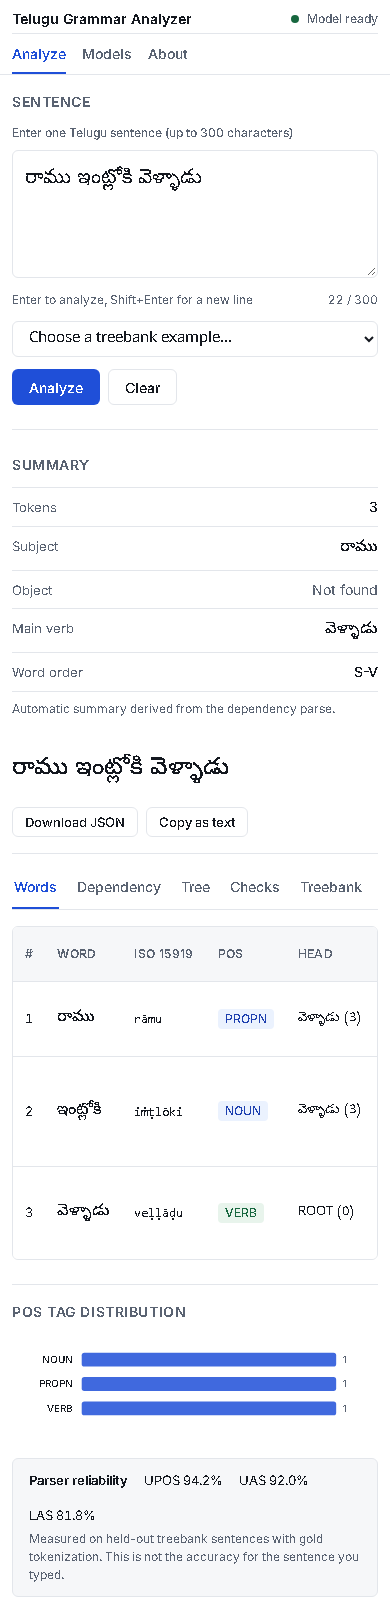 Telugu Grammar Analyzer
Model ready
Analyze Models About
SENTENCE
Enter one Telugu sentence (up to 300 characters)
రాము ఇంట్లోకి వెళ్ళాడు
Enter to analyze, Shift+Enter for a new line 22 / 300
Choose a treebank example...
Analyze Clear
SUMMARY
Tokens 3
Subject రాము
Object Not found
Main verb వెళ్ళాడు
Word order S-V
Automatic summary derived from the dependency parse.
రాము ఇంట్లోకి వెళ్ళాడు
Download JSON Copy as text
Words Dependency Tree Checks Treebank
# WORD ISO 15919 POS HEAD
1 రాము rāmu PROPN వెళ్ళాడు (3)
2 ఇంట్లోకి iṁṭlōki NOUN వెళ్ళాడు (3)
3 వెళ్ళాడు veḷḷāḍu VERB ROOT (0)
POS TAG DISTRIBUTION
NOUN 1
PROPN 1
VERB 1
Parser reliability UPOS 94.2% UAS 92.0%
LAS 81.8%
Measured on held-out treebank sentences with gold
tokenization. This is not the accuracy for the sentence you
typed.